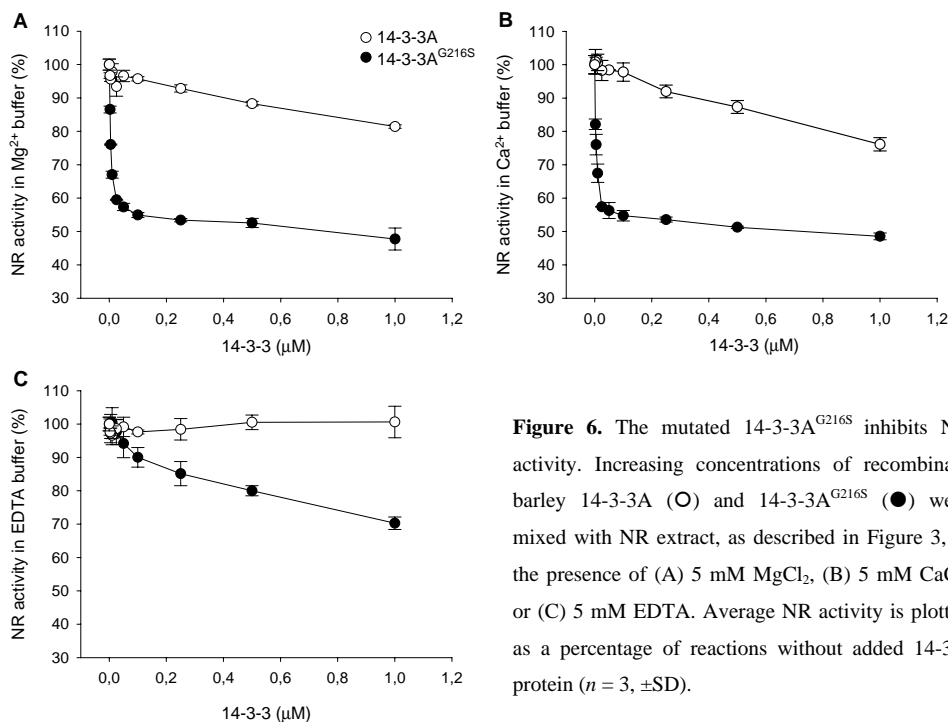 A
14-3-3A
14-3-3A^G216S
NR activity in Mg2+ buffer (%)
110
100
90
80
70
60
50
40
30
0,0 0,2 0,4 0,6 0,8 1,0 1,2
14-3-3 (µM)
B
NR activity in Ca2+ buffer (%)
110
100
90
80
70
60
50
40
30
0,0 0,2 0,4 0,6 0,8 1,0 1,2
14-3-3 (µM)
C
NR activity in EDTA buffer (%)
110
100
90
80
70
60
50
40
30
0,0 0,2 0,4 0,6 0,8 1,0 1,2
14-3-3 (µM)
Figure 6. The mutated 14-3-3A^G216S inhibits N
activity. Increasing concentrations of recombina
barley 14-3-3A (○) and 14-3-3A^G216S (●) we
mixed with NR extract, as described in Figure 3,
the presence of (A) 5 mM MgCl2, (B) 5 mM CaC
or (C) 5 mM EDTA. Average NR activity is plott
as a percentage of reactions without added 14-3-
protein (n = 3, ±SD).